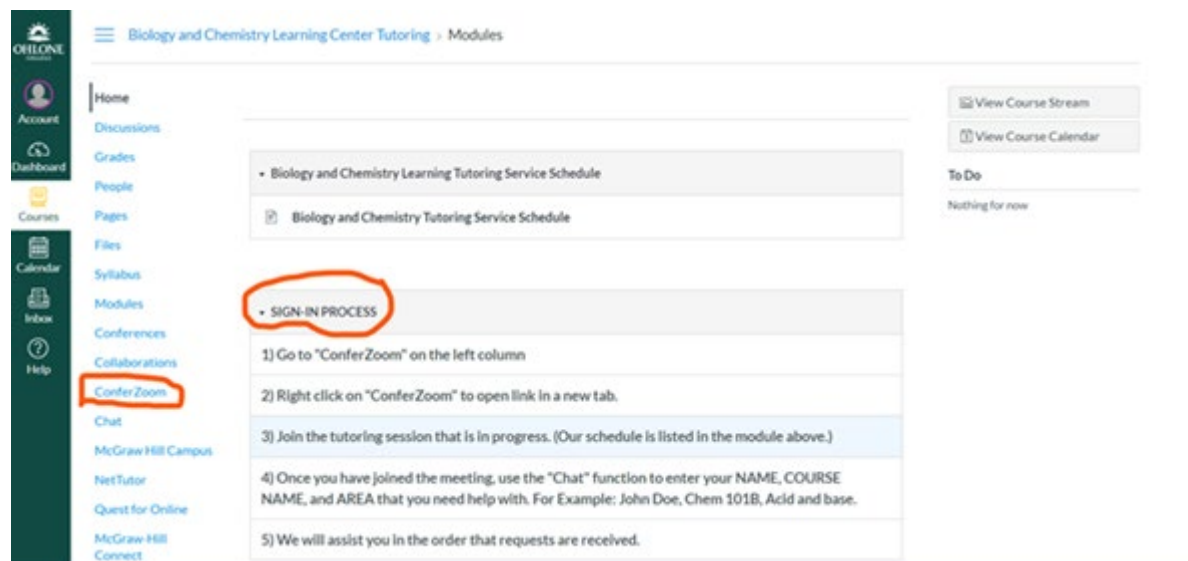 OHLONE
Biology and Chemistry Learning Center Tutoring › Modules
Account
Dashboard
Courses
Calendar
Inbox
Help
Home
Discussions
Grades
People
Pages
Files
Syllabus
Modules
Conferences
Collaborations
ConferZoom
Chat
McGraw Hill Campus
NetTutor
Quest for Online
McGraw-Hill
Connect
Biology and Chemistry Learning Tutoring Service Schedule
Biology and Chemistry Tutoring Service Schedule
SIGN-IN PROCESS
1) Go to "ConferZoom" on the left column
2) Right click on "ConferZoom" to open link in a new tab.
3) Join the tutoring session that is in progress. (Our schedule is listed in the module above.)
4) Once you have joined the meeting, use the "Chat" function to enter your NAME, COURSE
NAME, and AREA that you need help with. For Example: John Doe, Chem 101B, Acid and base.
5) We will assist you in the order that requests are received.
View Course Stream
View Course Calendar
To Do
Nothing for now